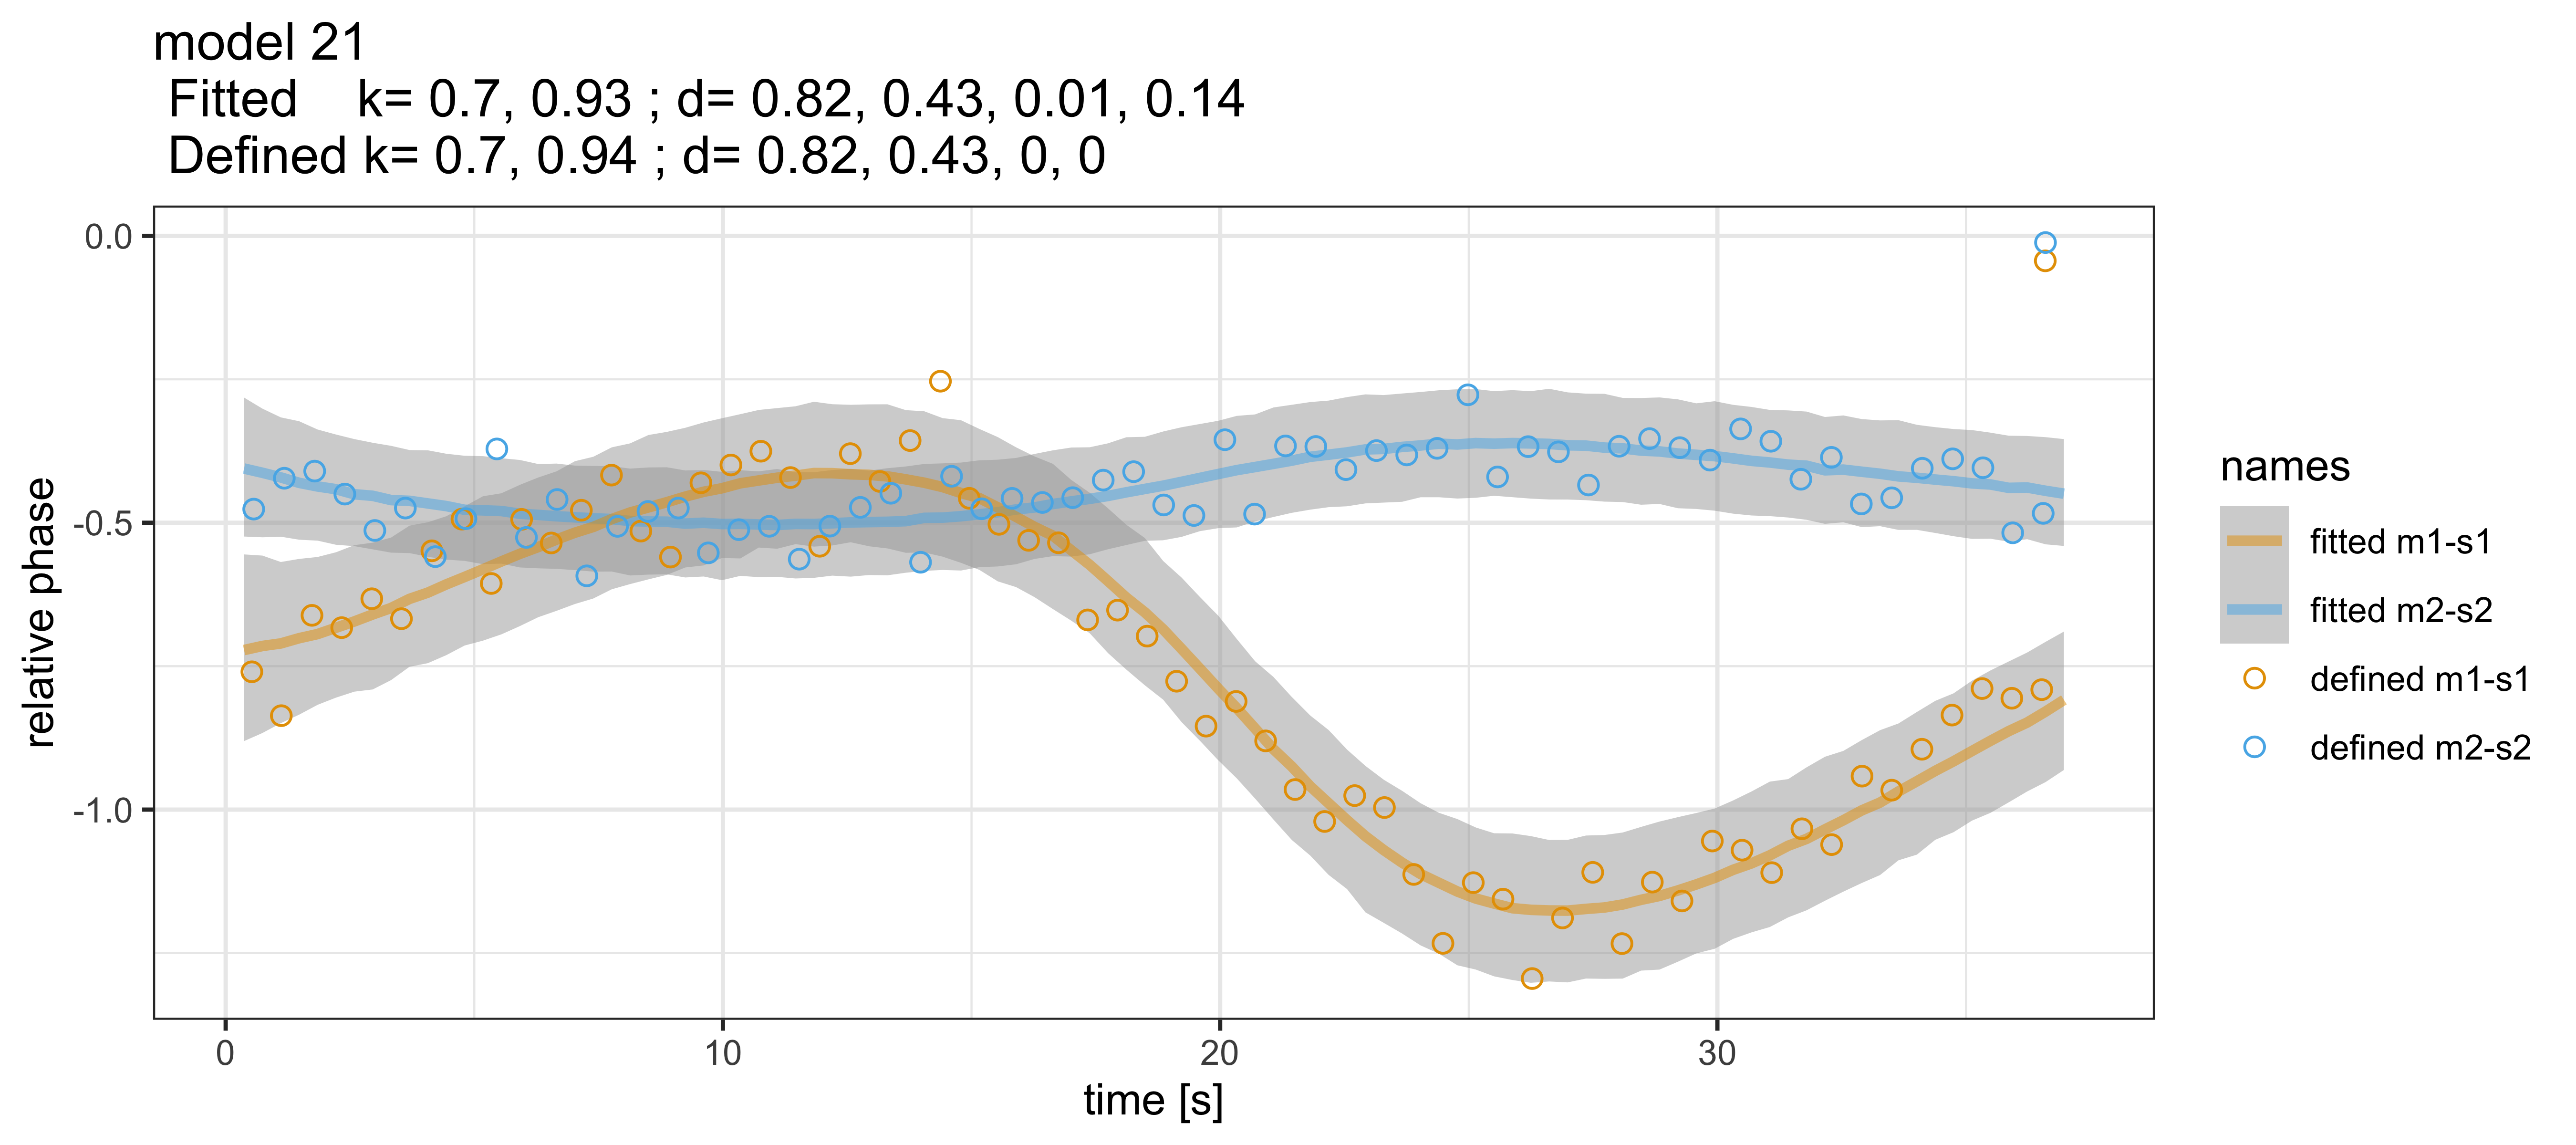 model 21
Fitted k= 0.7, 0.93 ; d= 0.82, 0.43, 0.01, 0.14
Defined k= 0.7, 0.94 ; d= 0.82, 0.43, 0, 0
0.0
-0.5
-1.0
relative phase
0 10 20 30
time [s]
names
fitted m1-s1
fitted m2-s2
defined m1-s1
defined m2-s2